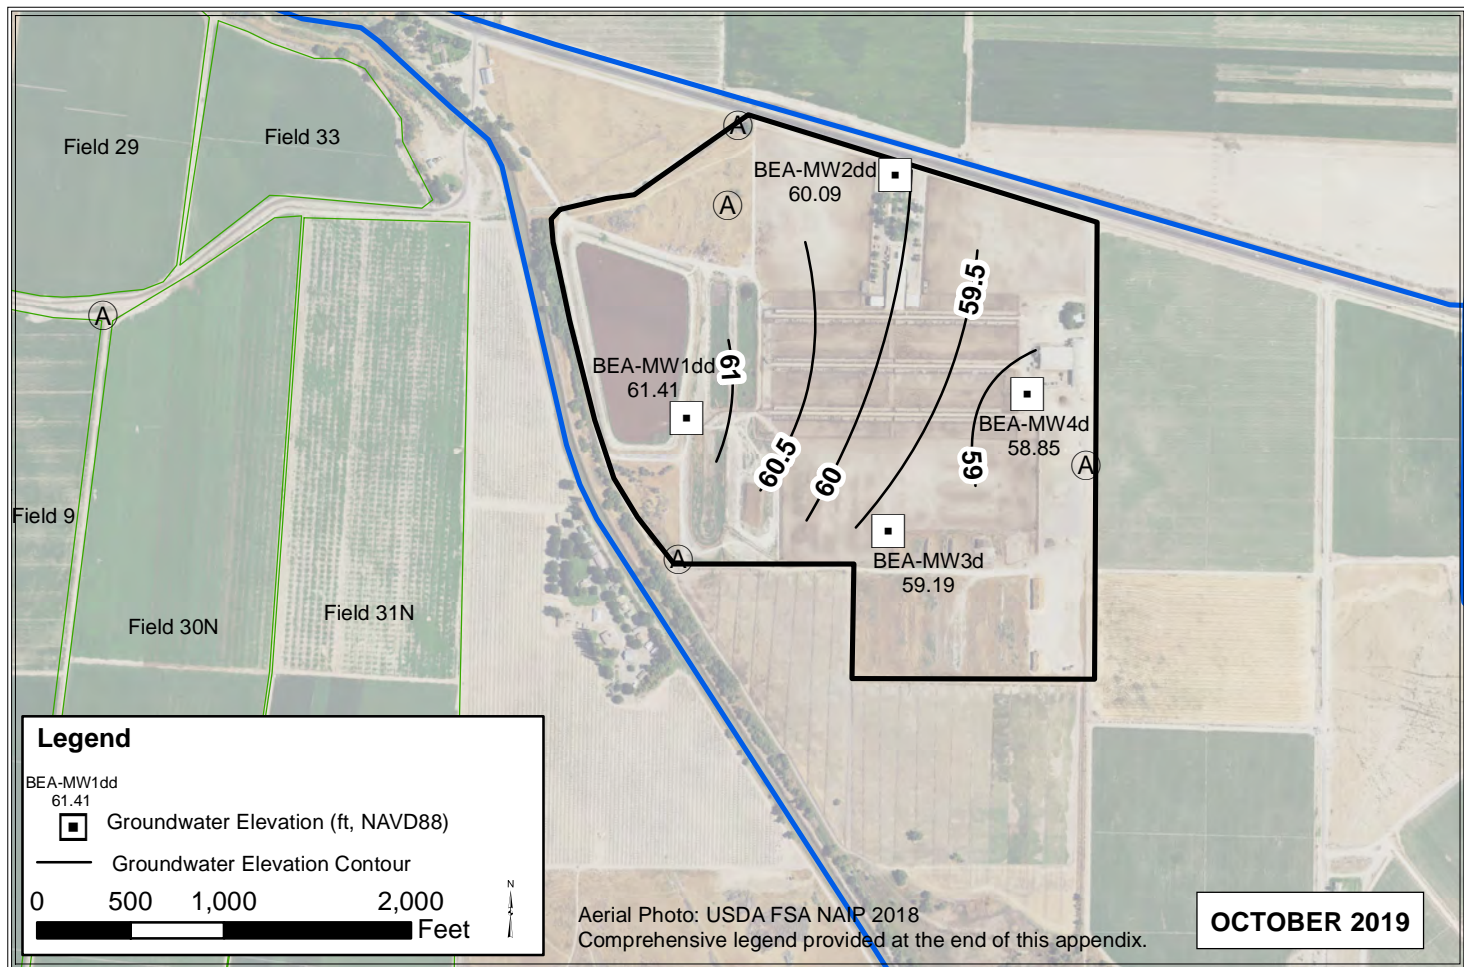 Field 29
Field 33
A
BEA-MW2dd
60.09
A
59.5
A
BEA-MW1dd
61.41
61
BEA-MW4d
58.85
60.5
60
59
A
Field 9
A
BEA-MW3d
59.19
Field 30N
Field 31N
Legend
BEA-MW1dd
61.41
Groundwater Elevation (ft, NAVD88)
Groundwater Elevation Contour
0 500 1,000 2,000
Feet
N
Aerial Photo: USDA FSA NAIP 2018
Comprehensive legend provided at the end of this appendix.
OCTOBER 2019